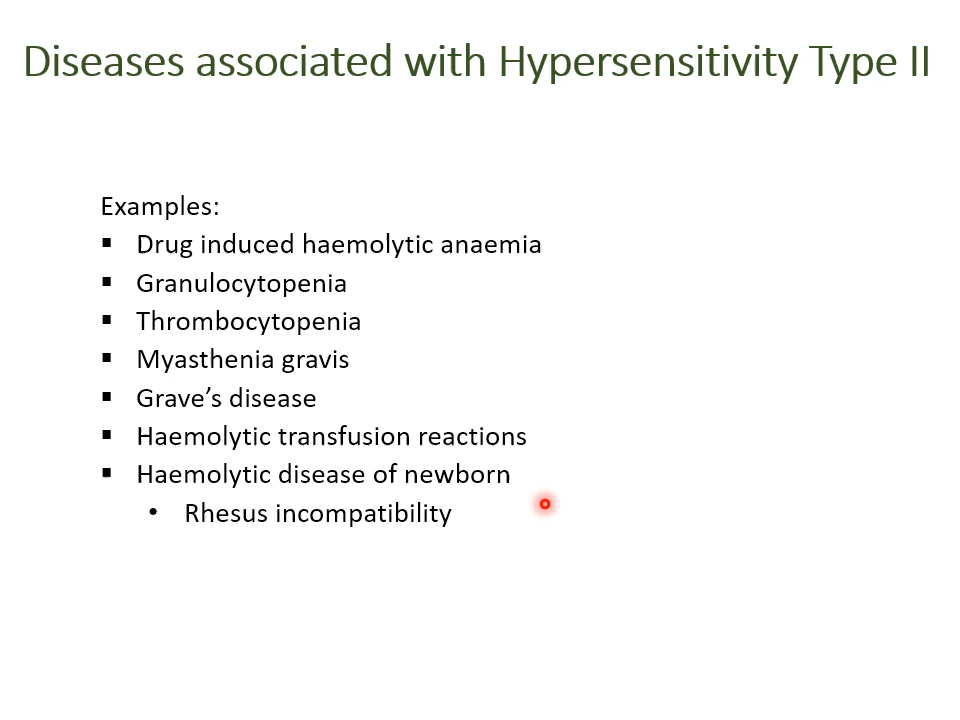 Diseases associated with Hypersensitivity Type II
Examples:
▪ Drug induced haemolytic anaemia
▪ Granulocytopenia
▪ Thrombocytopenia
▪ Myasthenia gravis
▪ Grave’s disease
▪ Haemolytic transfusion reactions
▪ Haemolytic disease of newborn
• Rhesus incompatibility